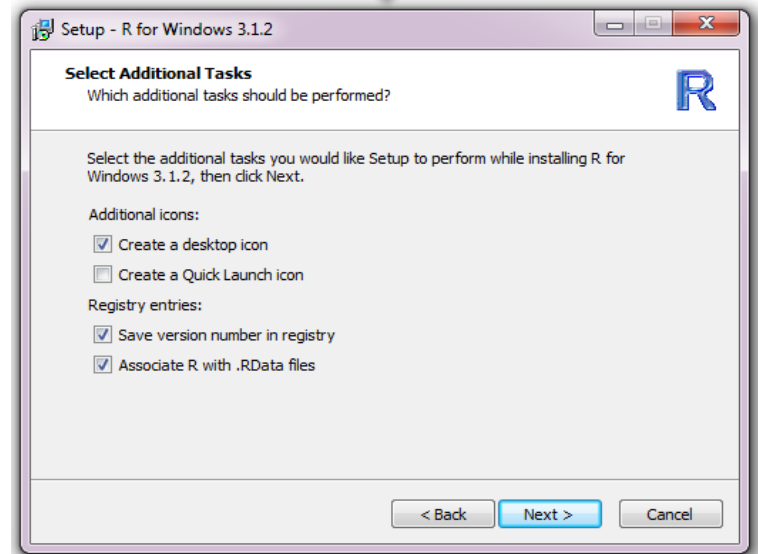 Setup - R for Windows 3.1.2
Select Additional Tasks
Which additional tasks should be performed?
R
Select the additional tasks you would like Setup to perform while installing R for
Windows 3.1.2, then click Next.
Additional icons:
Create a desktop icon
Create a Quick Launch icon
Registry entries:
Save version number in registry
Associate R with .RData files
< Back Next > Cancel